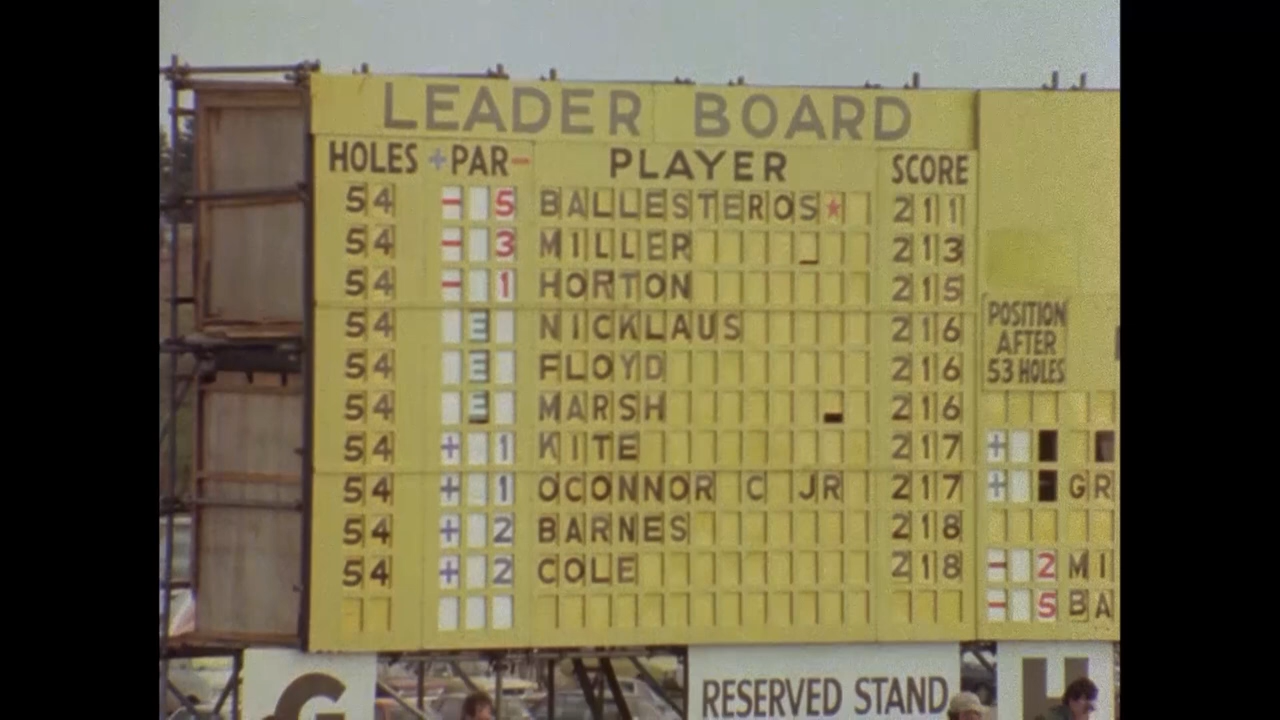 LEADER BOARD
HOLES +PAR- PLAYER SCORE
54 - 5 BALLESTEROS★ 211
54 - 3 MILLER 213
54 - 1 HORTON 215
54 E NICKLAUS 216
54 E FLOYD 216
54 E MARSH 216
54 + 1 KITE 217
54 + 1 OCONNOR C JR 217
54 + 2 BARNES 218
54 + 2 COLE 218
POSITION
AFTER
53 HOLES
+
+ GR
- 2 MI
- 5 BA
G
RESERVED STAND
H